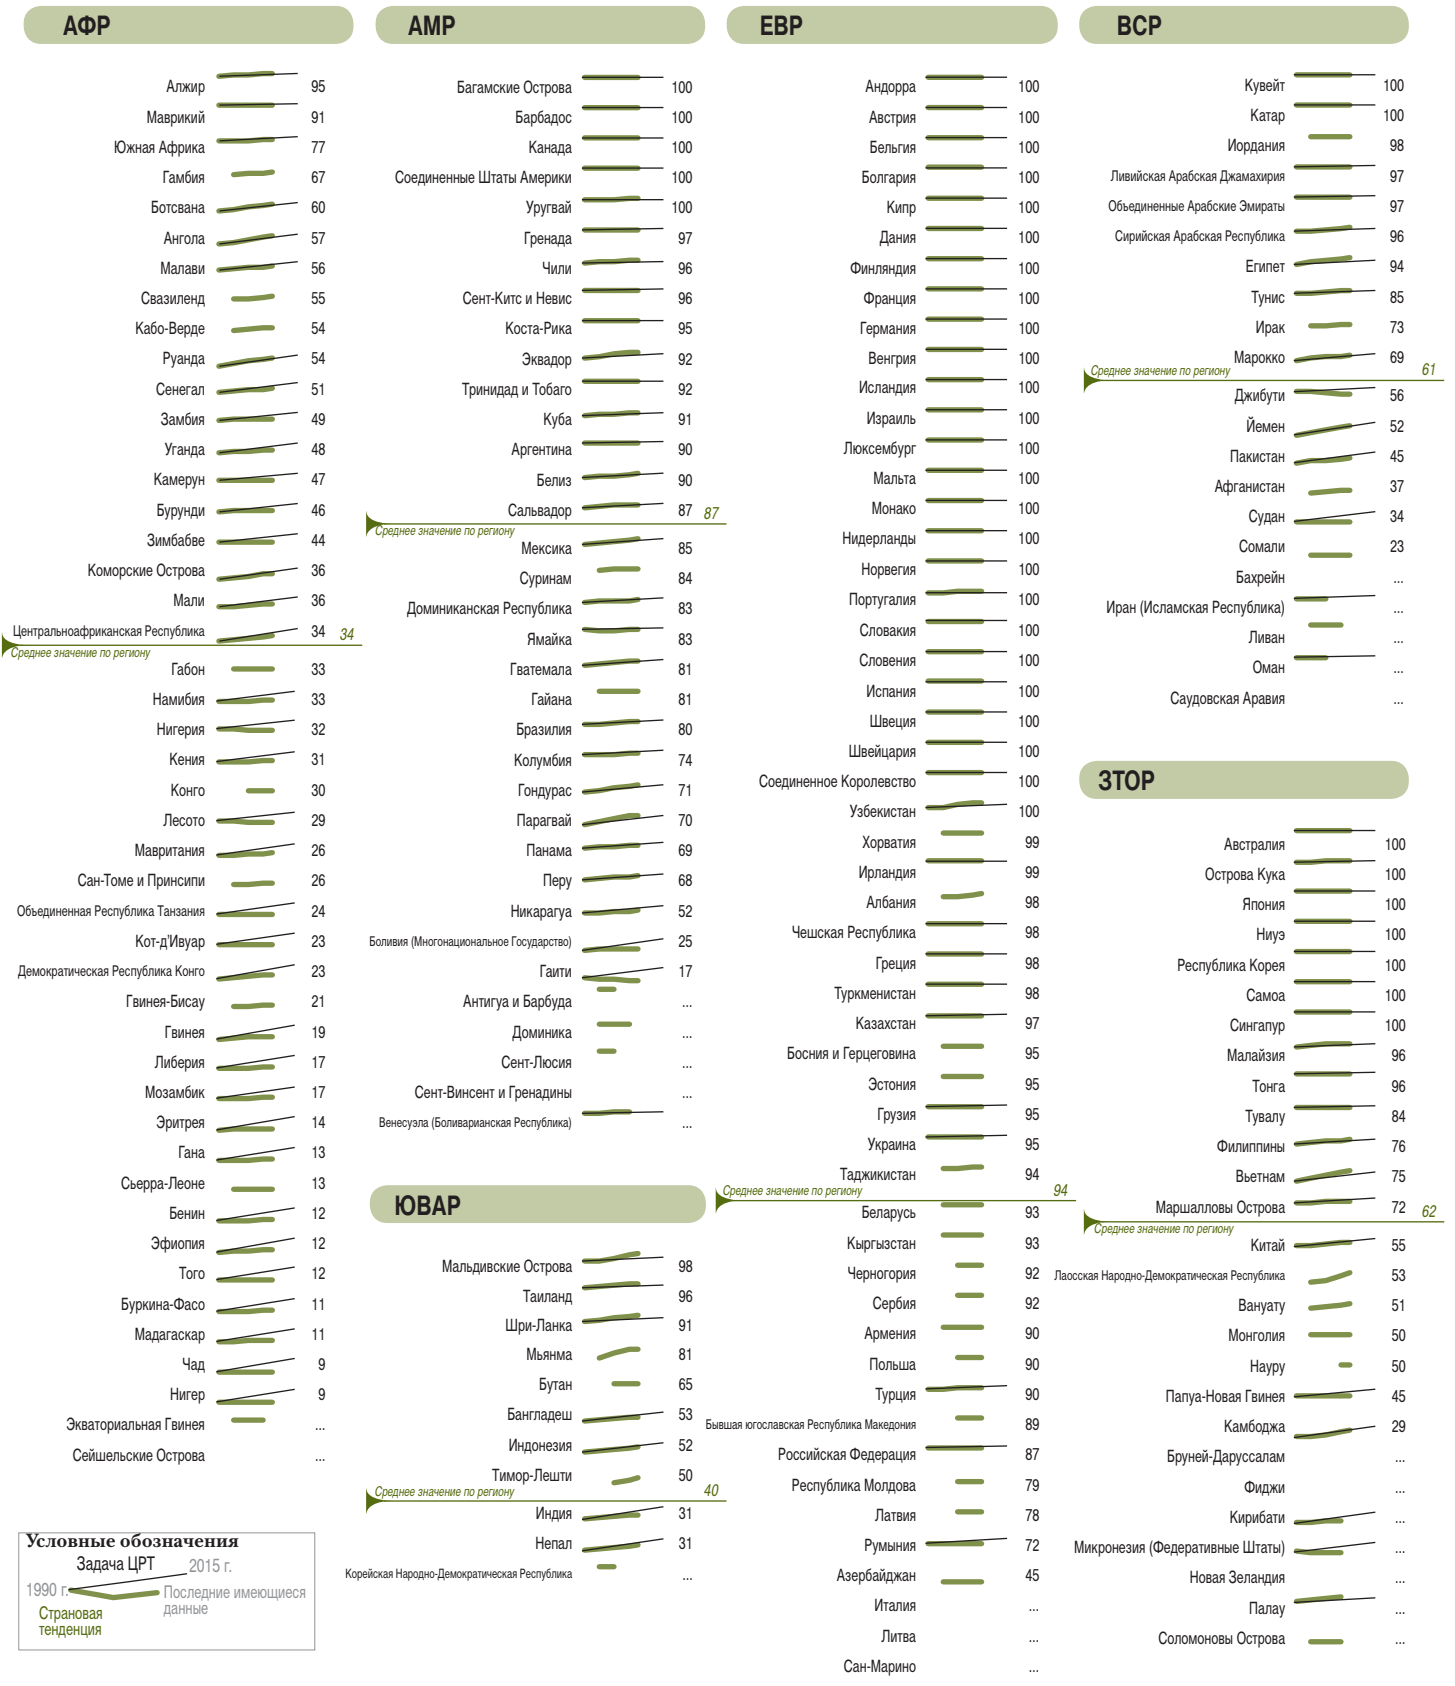 АФР
Алжир 95
Маврикий 91
Южная Африка 77
Гамбия 67
Ботсвана 60
Ангола 57
Малави 56
Свазиленд 55
Кабо-Верде 54
Руанда 54
Сенегал 51
Замбия 49
Уганда 48
Камерун 47
Бурунди 46
Зимбабве 44
Коморские Острова 36
Мали 36
Центральноафриканская Республика 34 34
Среднее значение по региону
Габон 33
Намибия 33
Нигерия 32
Кения 31
Конго 30
Лесото 29
Мавритания 26
Сан-Томе и Принсипи 26
Объединенная Республика Танзания 24
Кот-д'Ивуар 23
Демократическая Республика Конго 23
Гвинея-Бисау 21
Гвинея 19
Либерия 17
Мозамбик 17
Эритрея 14
Гана 13
Сьерра-Леоне 13
Бенин 12
Эфиопия 12
Того 12
Буркина-Фасо 11
Мадагаскар 11
Чад 9
Нигер 9
Экваториальная Гвинея ...
Сейшельские Острова ...
Условные обозначения
Задача ЦРТ 2015 г.
1990 г.
Последние имеющиеся
данные
Страновая
тенденция
АМР
Багамские Острова 100
Барбадос 100
Канада 100
Соединенные Штаты Америки 100
Уругвай 100
Гренада 97
Чили 96
Сент-Китс и Невис 96
Коста-Рика 95
Эквадор 92
Тринидад и Тобаго 92
Куба 91
Аргентина 90
Белиз 90
Сальвадор 87 87
Среднее значение по региону
Мексика 85
Суринам 84
Доминиканская Республика 83
Ямайка 83
Гватемала 81
Гайана 81
Бразилия 80
Колумбия 74
Гондурас 71
Парагвай 70
Панама 69
Перу 68
Никарагуа 52
Боливия (Многонациональное Государство) 25
Гаити 17
Антигуа и Барбуда ...
Доминика ...
Сент-Люсия ...
Сент-Винсент и Гренадины ...
Венесуэла (Боливарианская Республика) ...
ЮВАР
Мальдивские Острова 98
Таиланд 96
Шри-Ланка 91
Мьянма 81
Бутан 65
Бангладеш 53
Индонезия 52
Тимор-Лешти 50
Среднее значение по региону 40
Индия 31
Непал 31
Корейская Народно-Демократическая Республика ...
ЕВР
Андорра 100
Австрия 100
Бельгия 100
Болгария 100
Кипр 100
Дания 100
Финляндия 100
Франция 100
Германия 100
Венгрия 100
Исландия 100
Израиль 100
Люксембург 100
Мальта 100
Монако 100
Нидерланды 100
Норвегия 100
Португалия 100
Словакия 100
Словения 100
Испания 100
Швеция 100
Швейцария 100
Соединенное Королевство 100
Узбекистан 100
Хорватия 99
Ирландия 99
Албания 98
Чешская Республика 98
Греция 98
Туркменистан 98
Казахстан 97
Босния и Герцеговина 95
Эстония 95
Грузия 95
Украина 95
Таджикистан 94
Среднее значение по региону 94
Беларусь 93
Кыргызстан 93
Черногория 92
Сербия 92
Армения 90
Польша 90
Турция 90
Бывшая югославская Республика Македония 89
Российская Федерация 87
Республика Молдова 79
Латвия 78
Румыния 72
Азербайджан 45
Италия ...
Литва ...
Сан-Марино ...
ВСР
Кувейт 100
Катар 100
Иордания 98
Ливийская Арабская Джамахирия 97
Объединенные Арабские Эмираты 97
Сирийская Арабская Республика 96
Египет 94
Тунис 85
Ирак 73
Марокко 69
Среднее значение по региону 61
Джибути 56
Йемен 52
Пакистан 45
Афганистан 37
Судан 34
Сомали 23
Бахрейн ...
Иран (Исламская Республика) ...
Ливан ...
Оман ...
Саудовская Аравия ...
ЗТОР
Австралия 100
Острова Кука 100
Япония 100
Ниуэ 100
Республика Корея 100
Самоа 100
Сингапур 100
Малайзия 96
Тонга 96
Тувалу 84
Филиппины 76
Вьетнам 75
Маршалловы Острова 72 62
Среднее значение по региону
Китай 55
Лаосская Народно-Демократическая Республика 53
Вануату 51
Монголия 50
Науру 50
Папуа-Новая Гвинея 45
Камбоджа 29
Бруней-Даруссалам ...
Фиджи ...
Кирибати ...
Микронезия (Федеративные Штаты) ...
Новая Зеландия ...
Палау ...
Соломоновы Острова ...